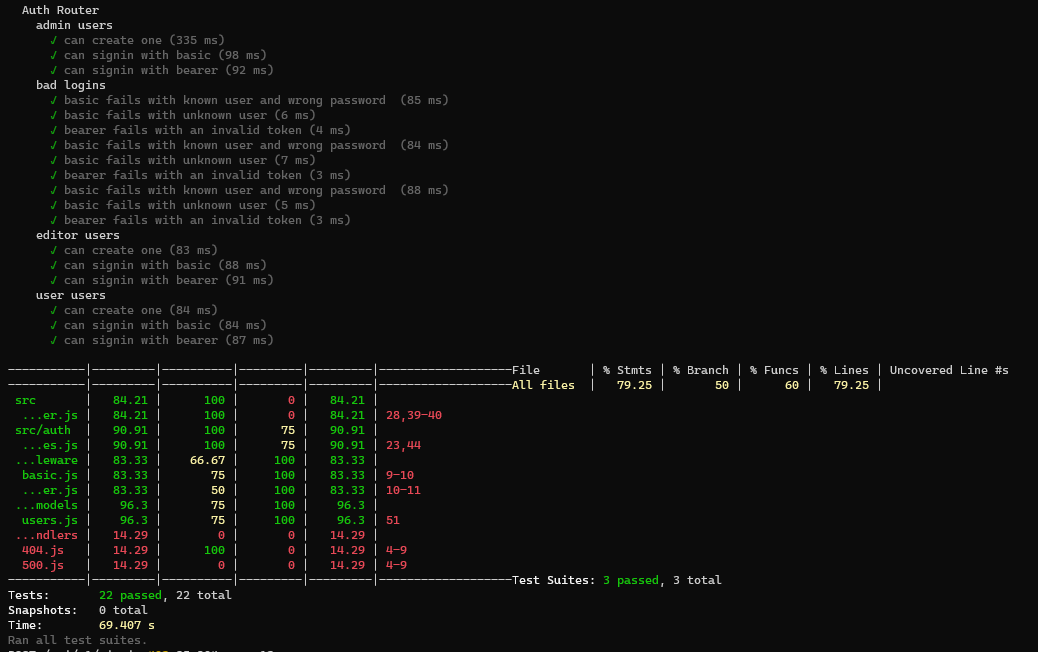 Auth Router
admin users
✓ can create one (335 ms)
✓ can signin with basic (98 ms)
✓ can signin with bearer (92 ms)
bad logins
✓ basic fails with known user and wrong password  (85 ms)
✓ basic fails with unknown user (6 ms)
✓ bearer fails with an invalid token (4 ms)
✓ basic fails with known user and wrong password  (84 ms)
✓ basic fails with unknown user (7 ms)
✓ bearer fails with an invalid token (3 ms)
✓ basic fails with known user and wrong password  (88 ms)
✓ basic fails with unknown user (5 ms)
✓ bearer fails with an invalid token (3 ms)
editor users
✓ can create one (83 ms)
✓ can signin with basic (88 ms)
✓ can signin with bearer (91 ms)
user users
✓ can create one (84 ms)
✓ can signin with basic (84 ms)
✓ can signin with bearer (87 ms)
-----------|---------|----------|---------|---------|-------------------File       | % Stmts | % Branch | % Funcs | % Lines | Uncovered Line #s
-----------|---------|----------|---------|---------|-------------------All files  |   79.25 |       50 |      60 |   79.25 |
src       |   84.21 |      100 |       0 |   84.21 |
...er.js |   84.21 |      100 |       0 |   84.21 | 28,39-40
src/auth  |   90.91 |      100 |      75 |   90.91 |
...es.js |   90.91 |      100 |      75 |   90.91 | 23,44
...leware |   83.33 |    66.67 |     100 |   83.33 |
basic.js |   83.33 |       75 |     100 |   83.33 | 9-10
...er.js |   83.33 |       50 |     100 |   83.33 | 10-11
...models |    96.3 |       75 |     100 |    96.3 |
users.js |    96.3 |       75 |     100 |    96.3 | 51
...ndlers |   14.29 |        0 |       0 |   14.29 |
404.js   |   14.29 |      100 |       0 |   14.29 | 4-9
500.js   |   14.29 |        0 |       0 |   14.29 | 4-9
-----------|---------|----------|---------|---------|-------------------Test Suites: 3 passed, 3 total
Tests:       22 passed, 22 total
Snapshots:   0 total
Time:        69.407 s
Ran all test suites.